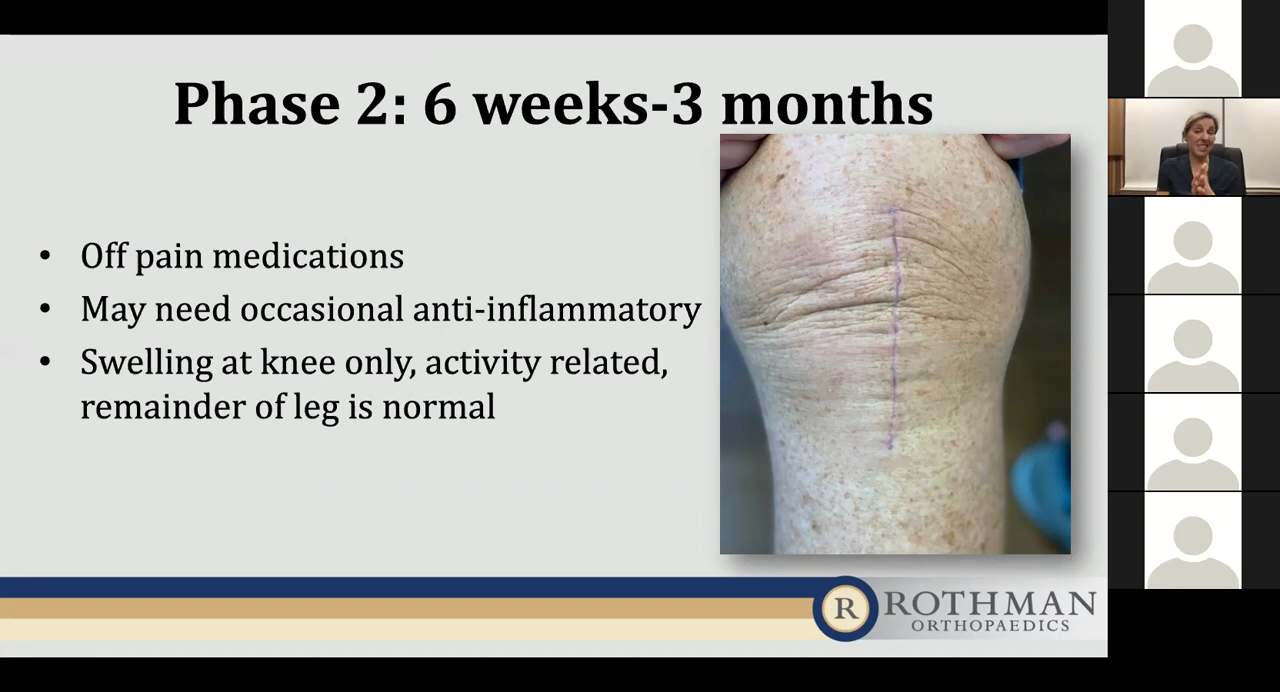 Phase 2: 6 weeks-3 months
• Off pain medications
• May need occasional anti-inflammatory
• Swelling at knee only, activity related,
remainder of leg is normal
R ROTHMAN
ORTHOPAEDICS